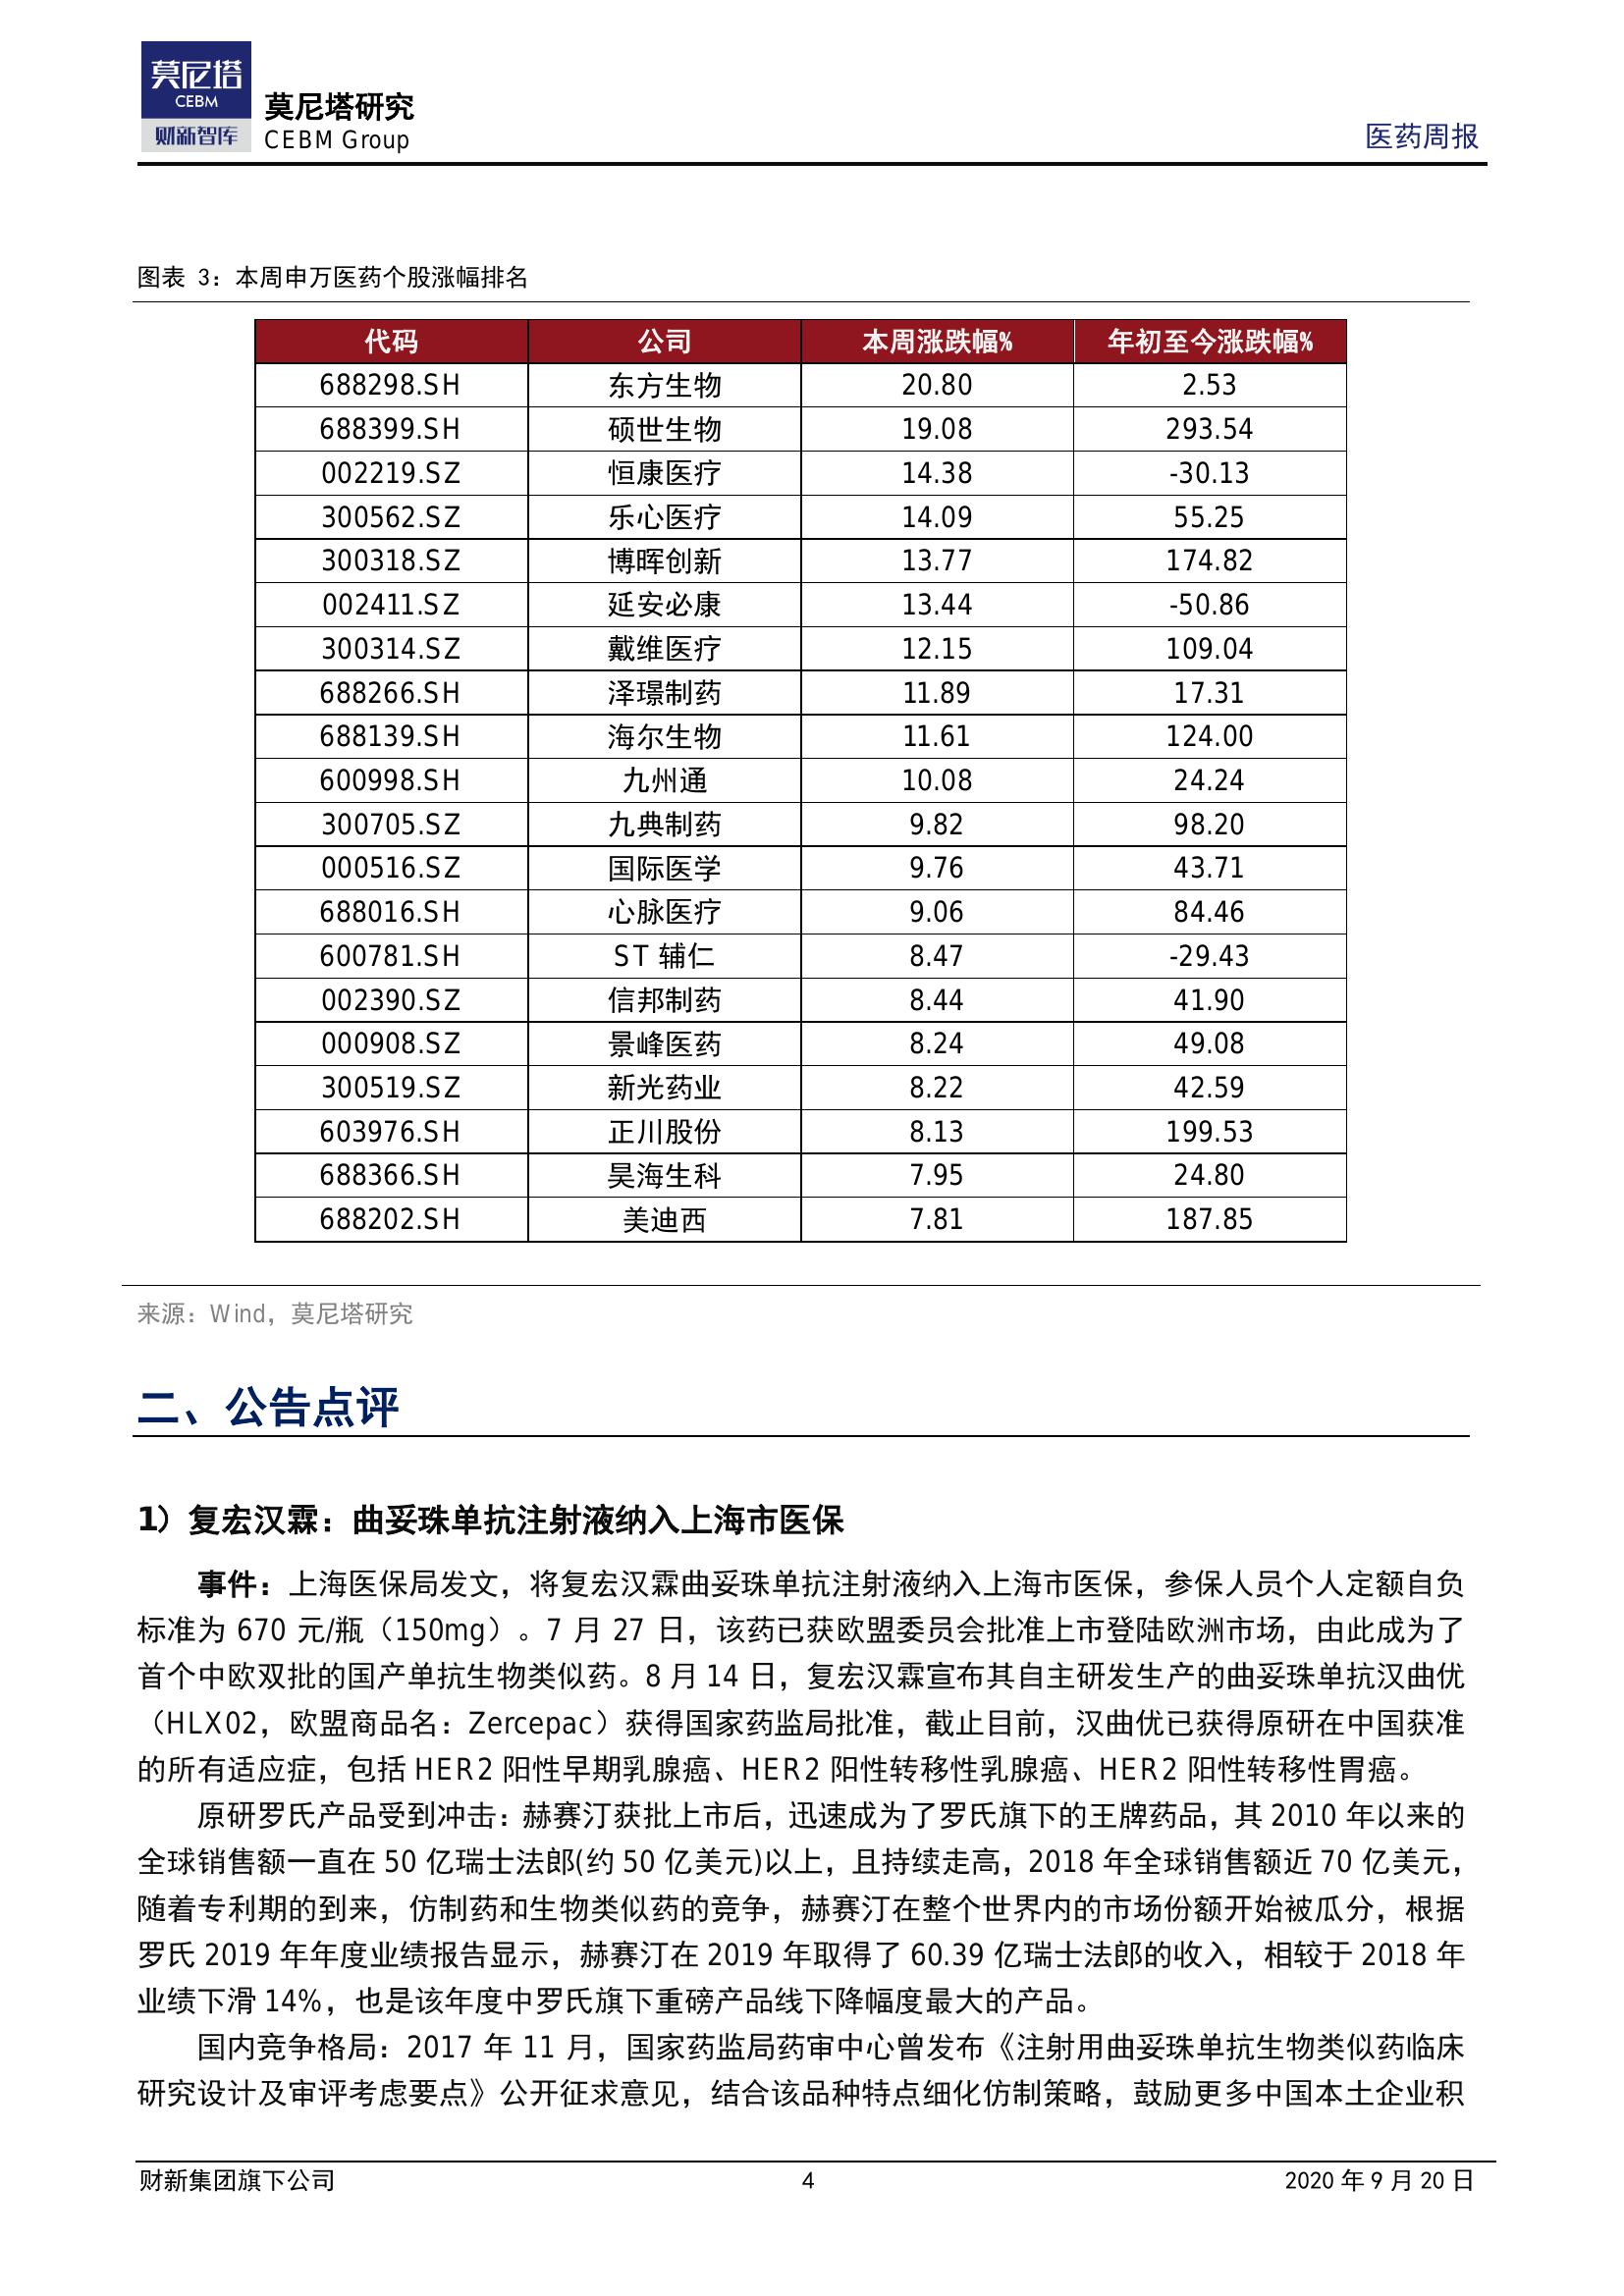 莫尼塔
CEBM
财新智库
莫尼塔研究
CEBM Group
医药周报
图表 3：本周申万医药个股涨幅排名
代码 公司 本周涨跌幅% 年初至今涨跌幅%
688298.SH 东方生物 20.80 2.53
688399.SH 硕世生物 19.08 293.54
002219.SZ 恒康医疗 14.38 -30.13
300562.SZ 乐心医疗 14.09 55.25
300318.SZ 博晖创新 13.77 174.82
002411.SZ 延安必康 13.44 -50.86
300314.SZ 戴维医疗 12.15 109.04
688266.SH 泽璟制药 11.89 17.31
688139.SH 海尔生物 11.61 124.00
600998.SH 九州通 10.08 24.24
300705.SZ 九典制药 9.82 98.20
000516.SZ 国际医学 9.76 43.71
688016.SH 心脉医疗 9.06 84.46
600781.SH ST 辅仁 8.47 -29.43
002390.SZ 信邦制药 8.44 41.90
000908.SZ 景峰医药 8.24 49.08
300519.SZ 新光药业 8.22 42.59
603976.SH 正川股份 8.13 199.53
688366.SH 昊海生科 7.95 24.80
688202.SH 美迪西 7.81 187.85
来源：Wind，莫尼塔研究
二、公告点评
1）复宏汉霖：曲妥珠单抗注射液纳入上海市医保
事件：上海医保局发文，将复宏汉霖曲妥珠单抗注射液纳入上海市医保，参保人员个人定额自负
标准为 670 元/瓶（150mg）。7 月 27 日，该药已获欧盟委员会批准上市登陆欧洲市场，由此成为了
首个中欧双批的国产单抗生物类似药。8 月 14 日，复宏汉霖宣布其自主研发生产的曲妥珠单抗汉曲优
（HLX02，欧盟商品名：Zercepac）获得国家药监局批准，截止目前，汉曲优已获得原研在中国获准
的所有适应症，包括 HER2 阳性早期乳腺癌、HER2 阳性转移性乳腺癌、HER2 阳性转移性胃癌。
原研罗氏产品受到冲击：赫赛汀获批上市后，迅速成为了罗氏旗下的王牌药品，其 2010 年以来的
全球销售额一直在 50 亿瑞士法郎(约 50 亿美元)以上，且持续走高，2018 年全球销售额近 70 亿美元，
随着专利期的到来，仿制药和生物类似药的竞争，赫赛汀在整个世界内的市场份额开始被瓜分，根据
罗氏 2019 年年度业绩报告显示，赫赛汀在 2019 年取得了 60.39 亿瑞士法郎的收入，相较于 2018 年
业绩下滑 14%，也是该年度中罗氏旗下重磅产品线下降幅度最大的产品。
国内竞争格局：2017 年 11 月，国家药监局药审中心曾发布《注射用曲妥珠单抗生物类似药临床
研究设计及审评考虑要点》公开征求意见，结合该品种特点细化仿制策略，鼓励更多中国本土企业积
财新集团旗下公司 4 2020 年 9 月 20 日